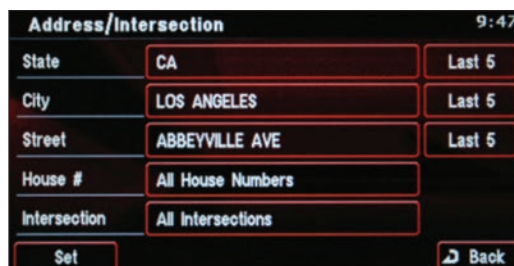 Address/Intersection 9:47
State CA Last 5
City LOS ANGELES Last 5
Street ABBEYVILLE AVE Last 5
House # All House Numbers
Intersection All Intersections
Set Back